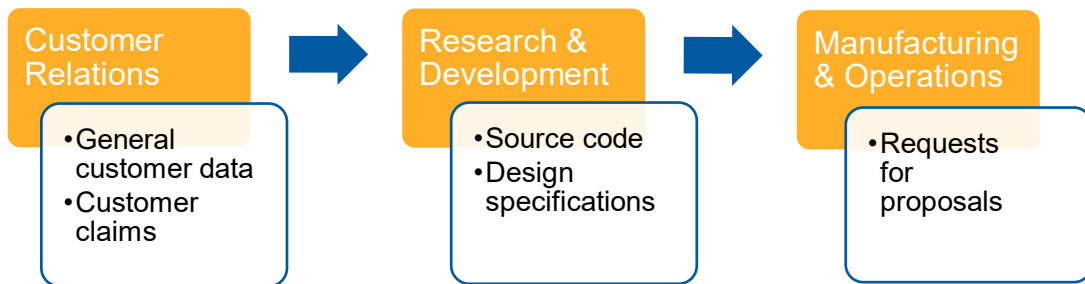 Customer
Relations
•General
customer data
•Customer
claims
Research &
Development
•Source code
•Design
specifications
Manufacturing
& Operations
•Requests
for
proposals